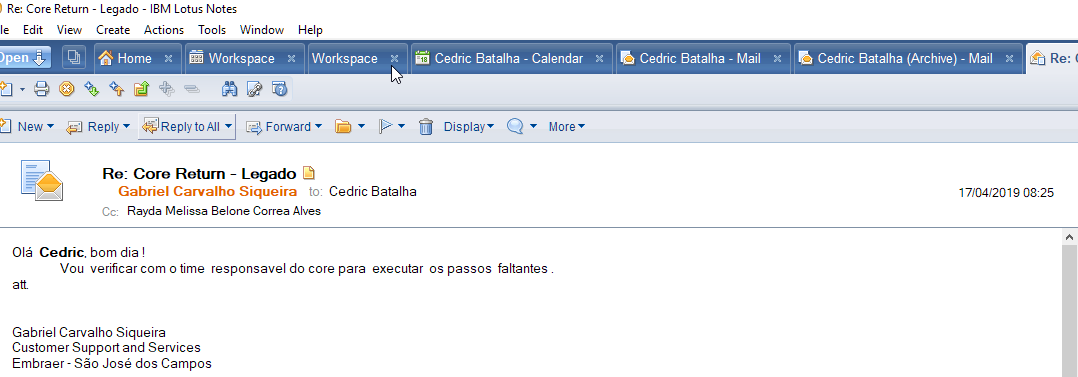 Re: Core Return - Legado - IBM Lotus Notes
Edit View Create Actions Tools Window Help
Open Home Workspace Workspace Cedric Batalha - Calendar Cedric Batalha - Mail Cedric Batalha (Archive) - Mail Re:
New Reply Reply to All Forward Display More
Re: Core Return - Legado
Gabriel Carvalho Siqueira to: Cedric Batalha
17/04/2019 08:25
Cc: Rayda Melissa Belone Correa Alves
Olá Cedric, bom dia !
Vou verificar com o time responsavel do core para executar os passos faltantes .
att.
Gabriel Carvalho Siqueira
Customer Support and Services
Embraer - São José dos Campos